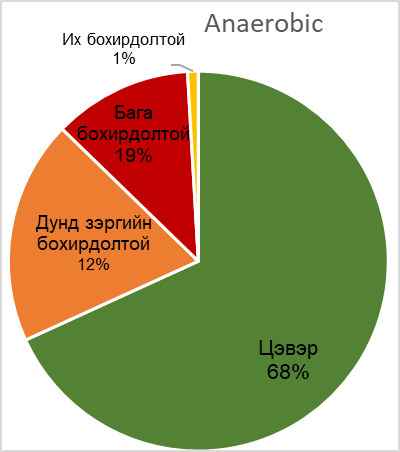 Anaerobic
Их бохирдолтой
1%
Бага
бохирдолтой
19%
Дунд зэргийн
бохирдолтой
12%
Цэвэр
68%